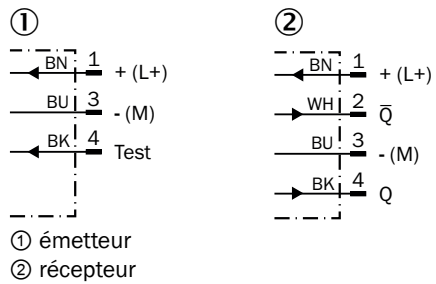 ① ②
BN 1 + (L+)
BU 3 - (M)
BK 4 Test
BN 1 + (L+)
WH 2 Q̅
BU 3 - (M)
BK 4 Q
① émetteur
② récepteur